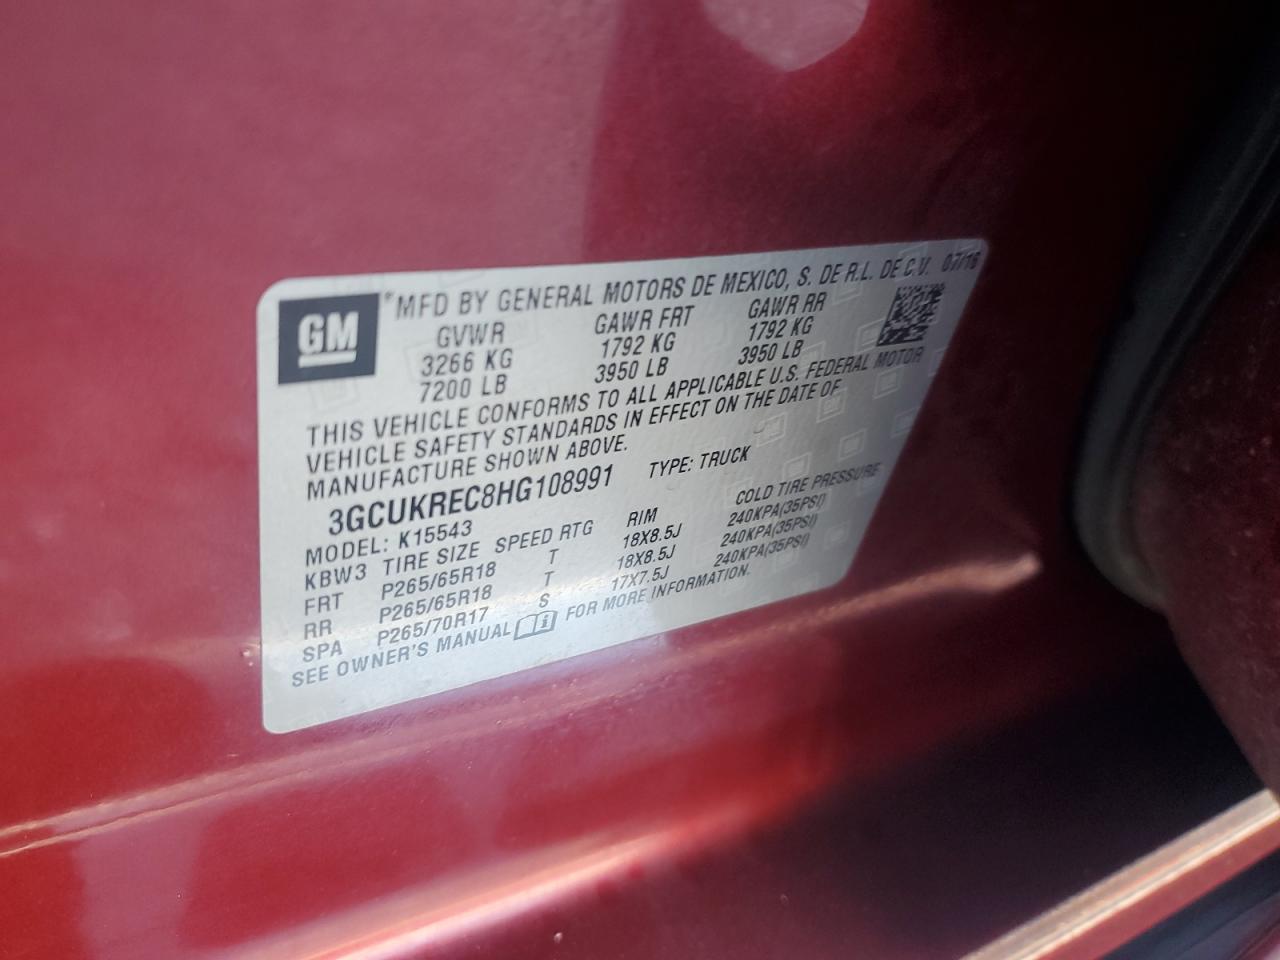 GM
® MFD BY GENERAL MOTORS DE MEXICO, S. DE R.L. DE C.V. 07/16
GVWR GAWR FRT GAWR RR
3266 KG 1792 KG 1792 KG
7200 LB 3950 LB 3950 LB
THIS VEHICLE CONFORMS TO ALL APPLICABLE U.S. FEDERAL MOTOR
VEHICLE SAFETY STANDARDS IN EFFECT ON THE DATE OF
MANUFACTURE SHOWN ABOVE.
3GCUKREC8HG108991 TYPE: TRUCK
MODEL: K15543
KBW3 TIRE SIZE SPEED RTG RIM COLD TIRE PRESSURE
FRT P265/65R18 T 18X8.5J 240KPA(35PSI)
RR P265/65R18 T 18X8.5J 240KPA(35PSI)
SPA P265/70R17 S 17X7.5J 240KPA(35PSI)
SEE OWNER'S MANUAL FOR MORE INFORMATION.